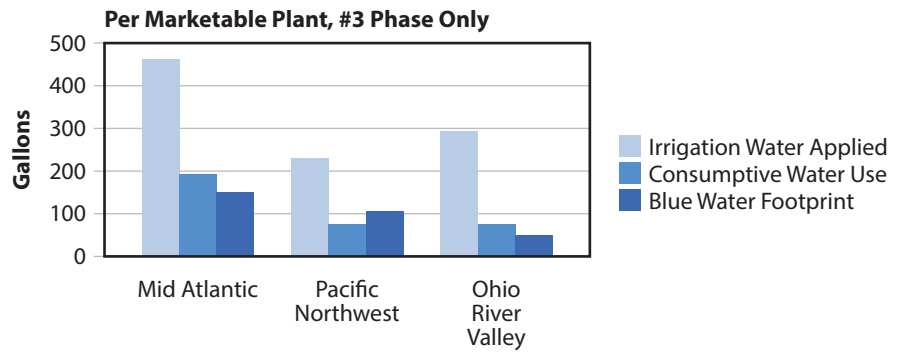 Per Marketable Plant, #3 Phase Only
Gallons
500
400
300
200
100
0
Mid Atlantic
Pacific
Northwest
Ohio
River
Valley
Irrigation Water Applied
Consumptive Water Use
Blue Water Footprint